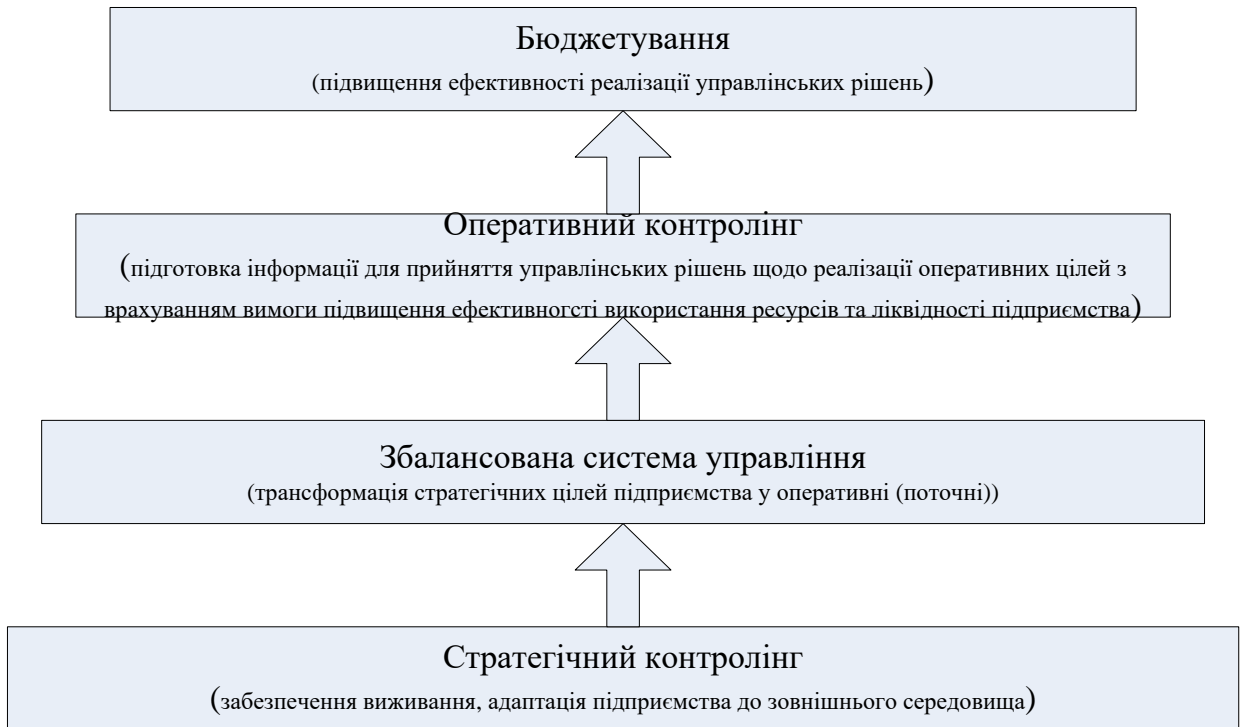 Бюджетування
(підвищення ефективності реалізації управлінських рішень)
Оперативний контролінг
(підготовка інформації для прийняття управлінських рішень щодо реалізації оперативних цілей з
врахуванням вимоги підвищення ефективногсті використання ресурсів та ліквідності підприємства)
Збалансована система управління
(трансформація стратегічних цілей підприємства у оперативні (поточні))
Стратегічний контролінг
(забезпечення виживання, адаптація підприємства до зовнішнього середовища)